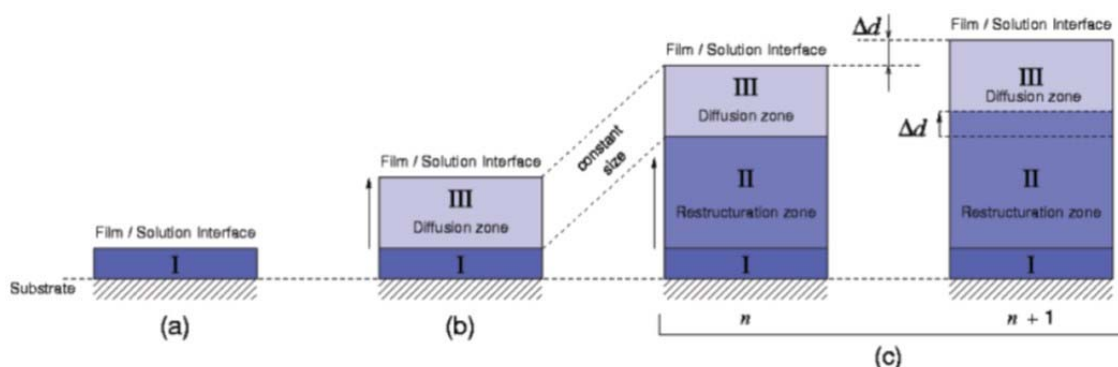 Film / Solution Interface
I
Substrate
(a)
Film / Solution Interface
III
Diffusion zone
I
(b)
constant
size
Film / Solution Interface
III
Diffusion zone
II
Restructuration zone
I
n
Δd
Film / Solution Interface
III
Diffusion zone
Δd
II
Restructuration zone
I
n + 1
(c)